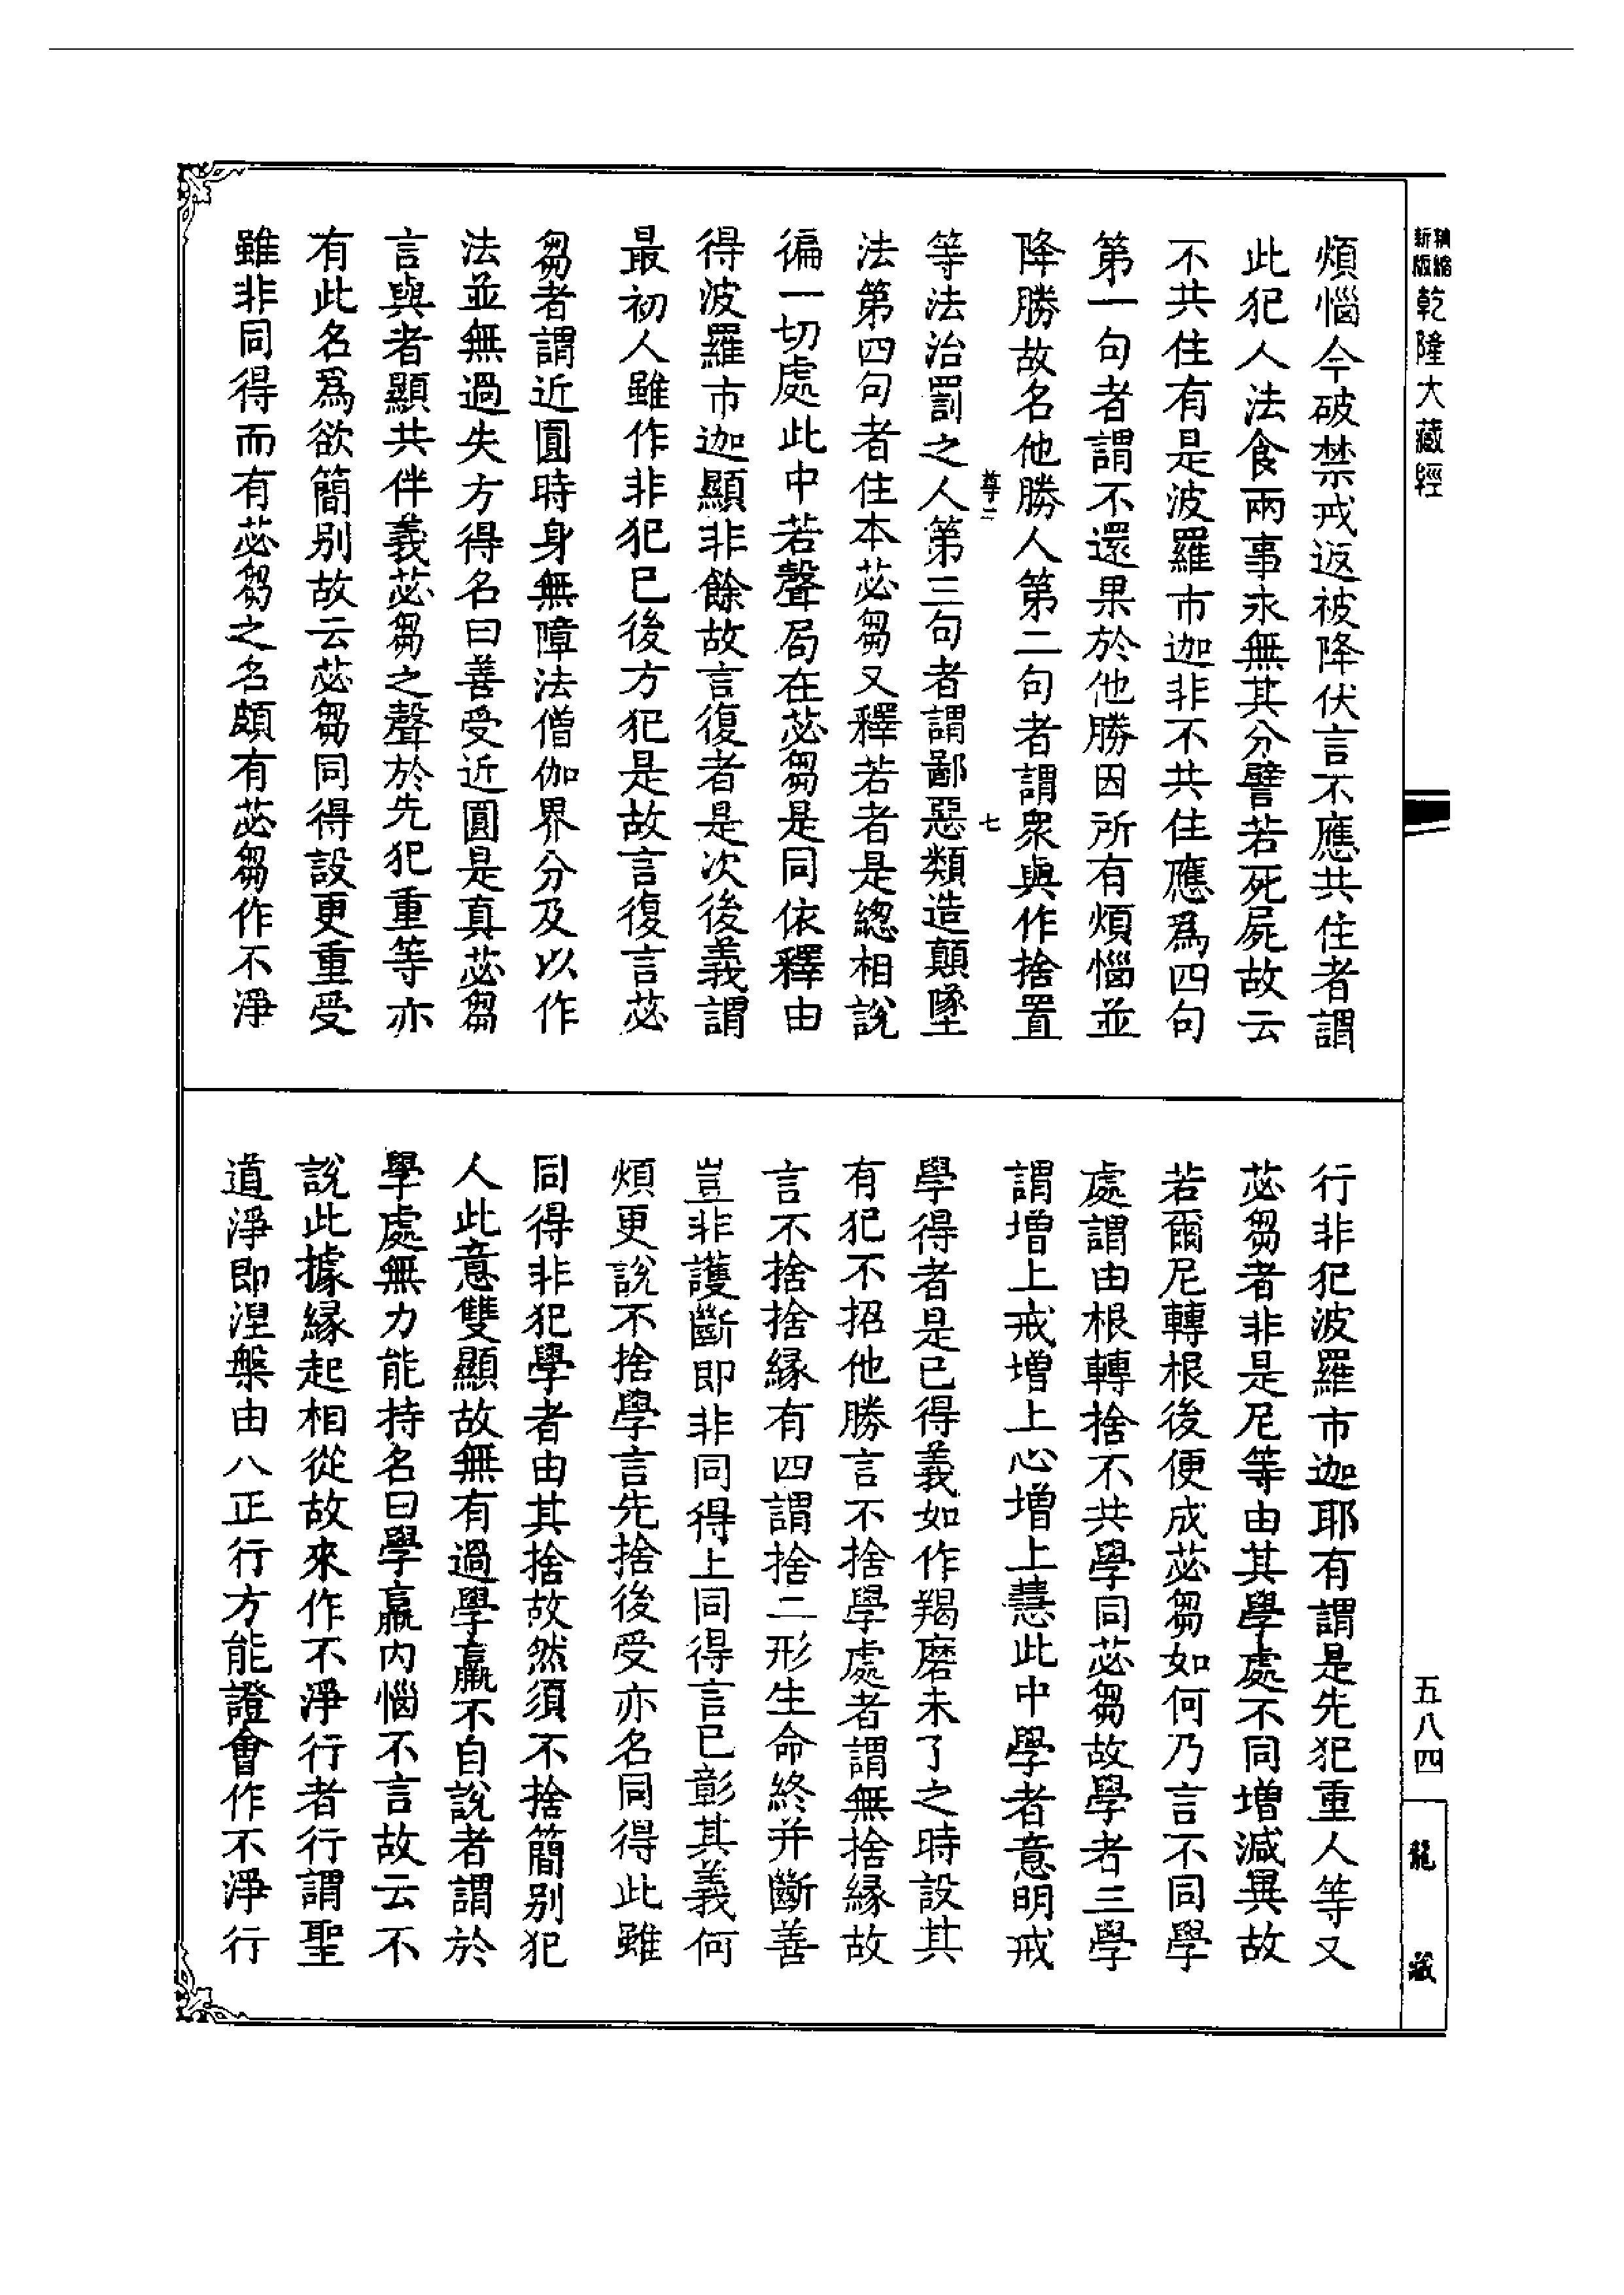 新版 精縮 乾隆大藏經
煩惱今破禁戒返被降伏言不應共住者謂
此犯人法食兩事永無其分譬若死屍故云
不共住有是波羅市迦非不共住應爲四句
第一句者謂不還果於他勝因所有煩惱並
降勝故名他勝人第二句者謂衆與作捨置
尊二 七
等法治罰之人第三句者謂鄙惡類造顛墜
法第四句者住本苾芻又釋若者是緫相說
徧一切處此中若聲局在苾芻是同依釋由
得波羅市迦顯非餘故言復者是次後義謂
最初人雖作非犯已後方犯是故言復言苾
芻者謂近圓時身無障法僧伽界分及以作
法並無過失方得名曰善受近圓是真苾芻
言與者顯共伴義苾芻之聲於先犯重等亦
有此名爲欲簡别故云苾芻同得設更重受
雖非同得而有苾芻之名頗有苾芻作不淨
行非犯波羅市迦耶有謂是先犯重人等又
苾芻者非是尼等由其學處不同增減異故
若爾尼轉根後便成苾芻如何乃言不同學
處謂由根轉捨不共學同苾芻故學者三學
謂增上戒增上心增上慧此中學者意明戒
學得者是已得義如作羯磨未了之時設其
有犯不招他勝言不捨學處者謂無捨緣故
言不捨捨緣有四謂捨二形生命終并斷善
豈非護斷即非同得上同得言已彰其義何
煩更說不捨學言先捨後受亦名同得此雖
同得非犯學者由其捨故然須不捨簡别犯
人此意雙顯故無有過學羸不自說者謂於
學處無力能持名曰學羸内惱不言故云不
說此據緣起相從故來作不淨行者行謂聖
道淨即涅槃由八正行方能證會作不淨行
五八四
龍藏